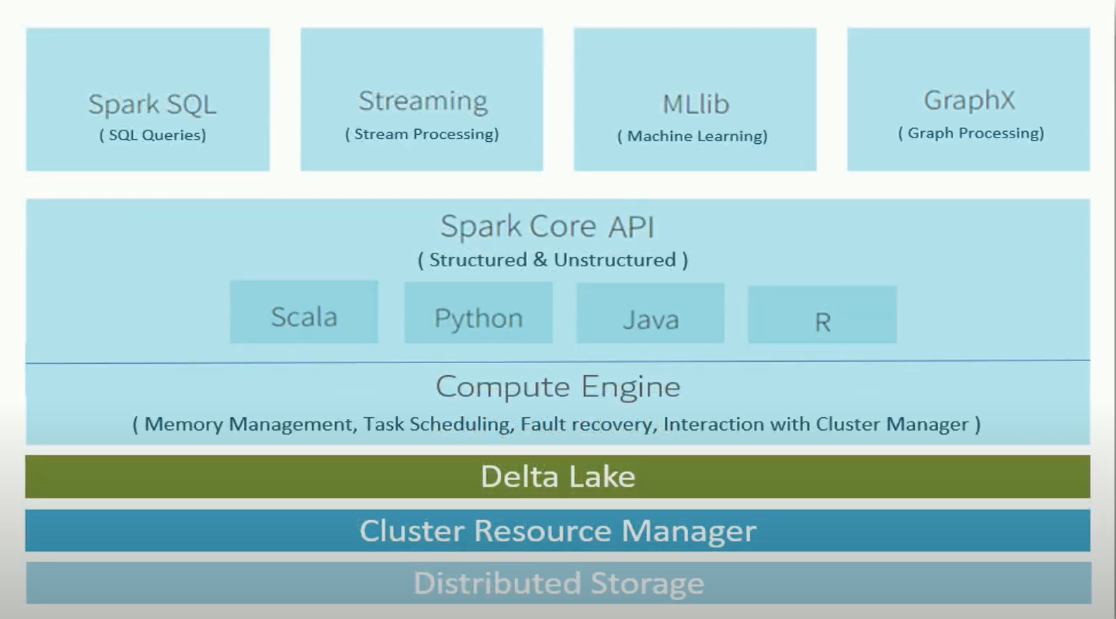 Spark SQL
( SQL Queries)
Streaming
( Stream Processing)
MLlib
( Machine Learning)
GraphX
( Graph Processing)
Spark Core API
( Structured & Unstructured )
Scala
Python
Java
R
Compute Engine
( Memory Management, Task Scheduling, Fault recovery, Interaction with Cluster Manager )
Delta Lake
Cluster Resource Manager
Distributed Storage